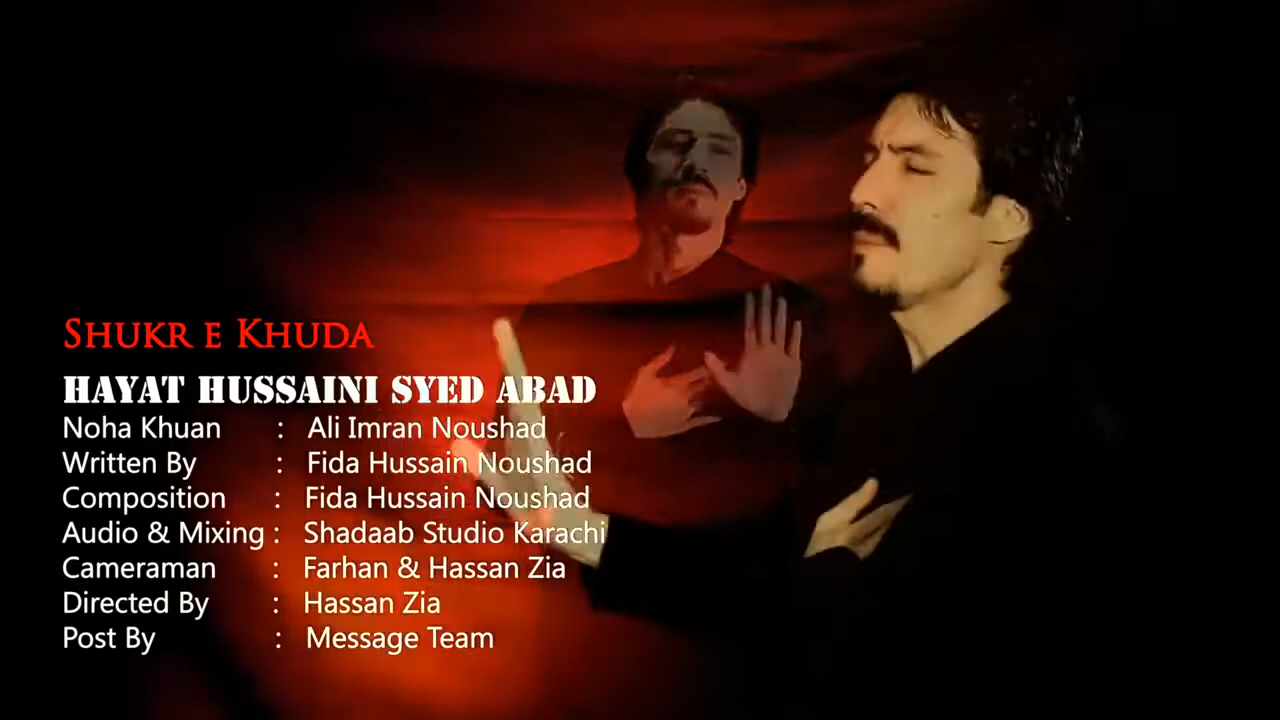 Shukr e Khuda
HAYAT HUSSAINI SYED ABAD
Noha Khuan : Ali Imran Noushad
Written By : Fida Hussain Noushad
Composition : Fida Hussain Noushad
Audio & Mixing : Shadaab Studio Karachi
Cameraman : Farhan & Hassan Zia
Directed By : Hassan Zia
Post By : Message Team